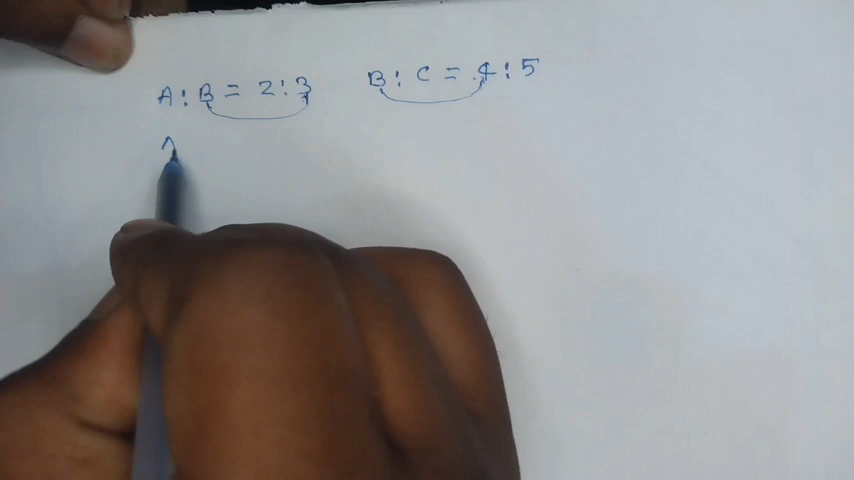 A:B = 2:3 B:C = 4:5
A